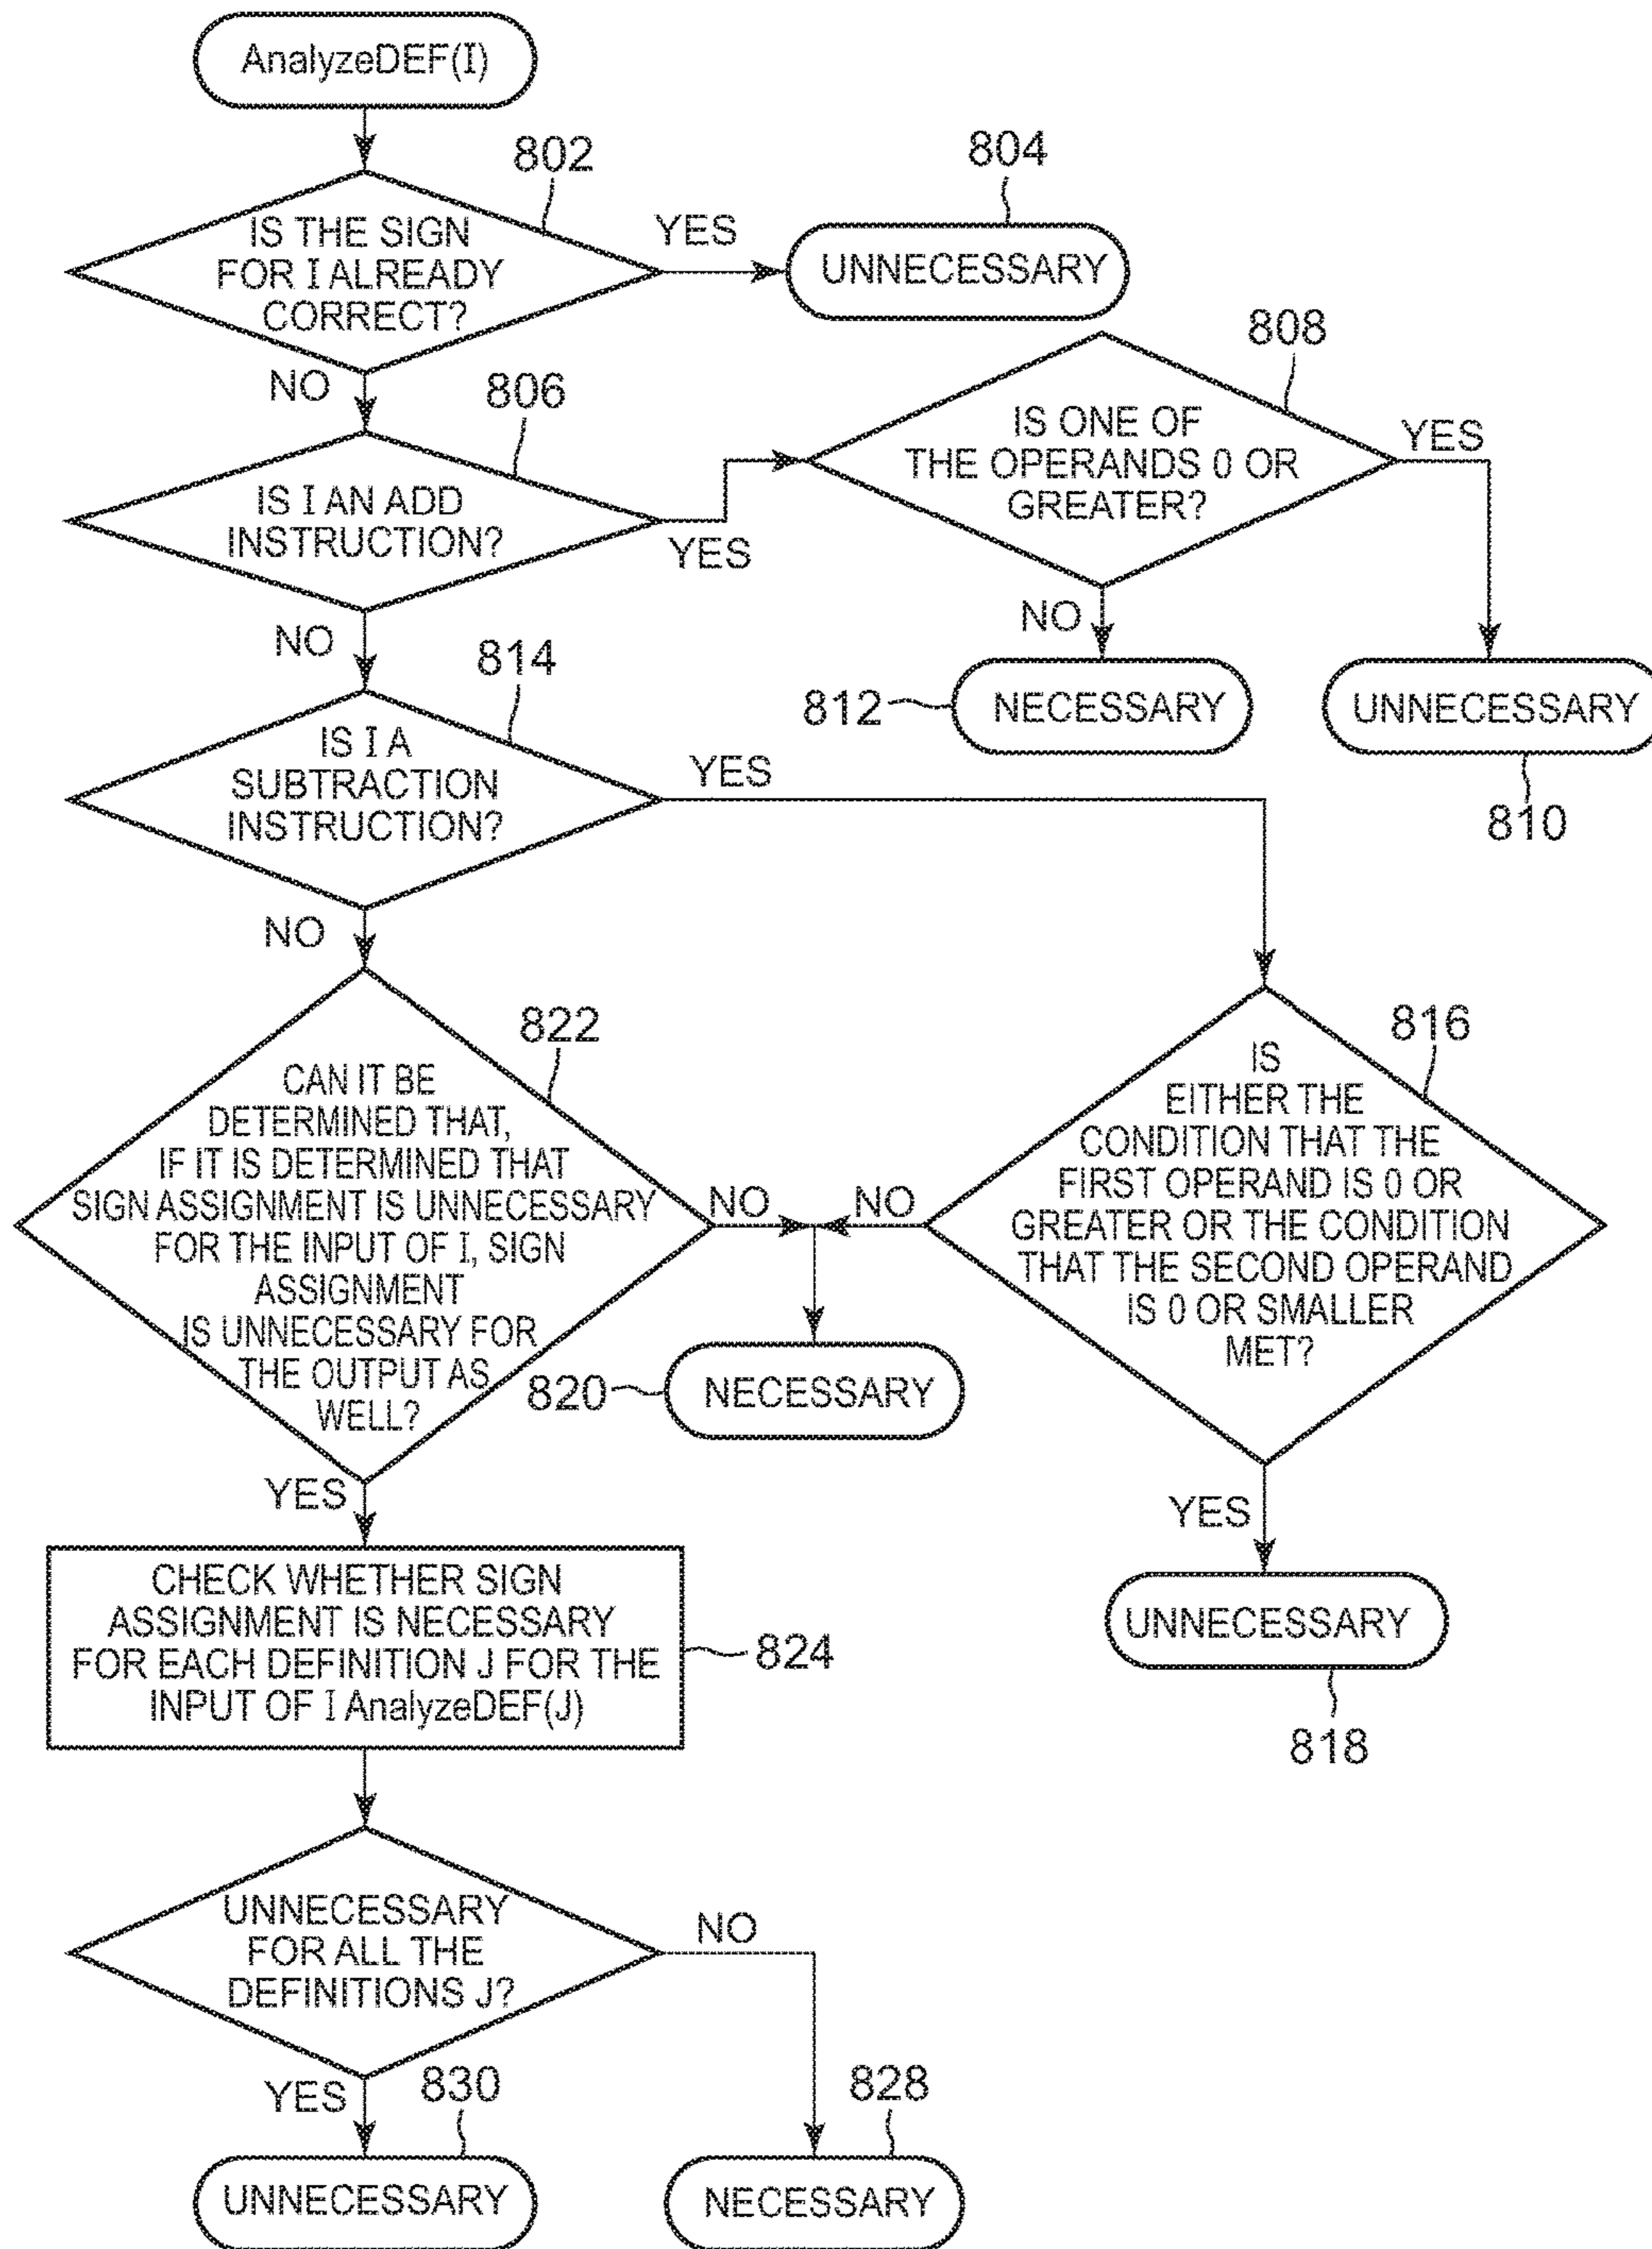 AnalyzeDEF(I)
802
IS THE SIGN
FOR I ALREADY
CORRECT?
YES
804
UNNECESSARY
NO
806
IS I AN ADD
INSTRUCTION?
YES
808
IS ONE OF
THE OPERANDS 0 OR
GREATER?
YES
NO
812
NECESSARY
UNNECESSARY
810
NO
814
IS I A
SUBTRACTION
INSTRUCTION?
YES
NO
822
CAN IT BE
DETERMINED THAT,
IF IT IS DETERMINED THAT
SIGN ASSIGNMENT IS UNNECESSARY
FOR THE INPUT OF I, SIGN
ASSIGNMENT
IS UNNECESSARY FOR
THE OUTPUT AS
WELL?
NO
NO
816
IS
EITHER THE
CONDITION THAT THE
FIRST OPERAND IS 0 OR
GREATER OR THE CONDITION
THAT THE SECOND OPERAND
IS 0 OR SMALLER
MET?
820
NECESSARY
YES
YES
UNNECESSARY
818
CHECK WHETHER SIGN
ASSIGNMENT IS NECESSARY
FOR EACH DEFINITION J FOR THE
INPUT OF I AnalyzeDEF(J)
824
UNNECESSARY
FOR ALL THE
DEFINITIONS J?
NO
YES
830
UNNECESSARY
828
NECESSARY